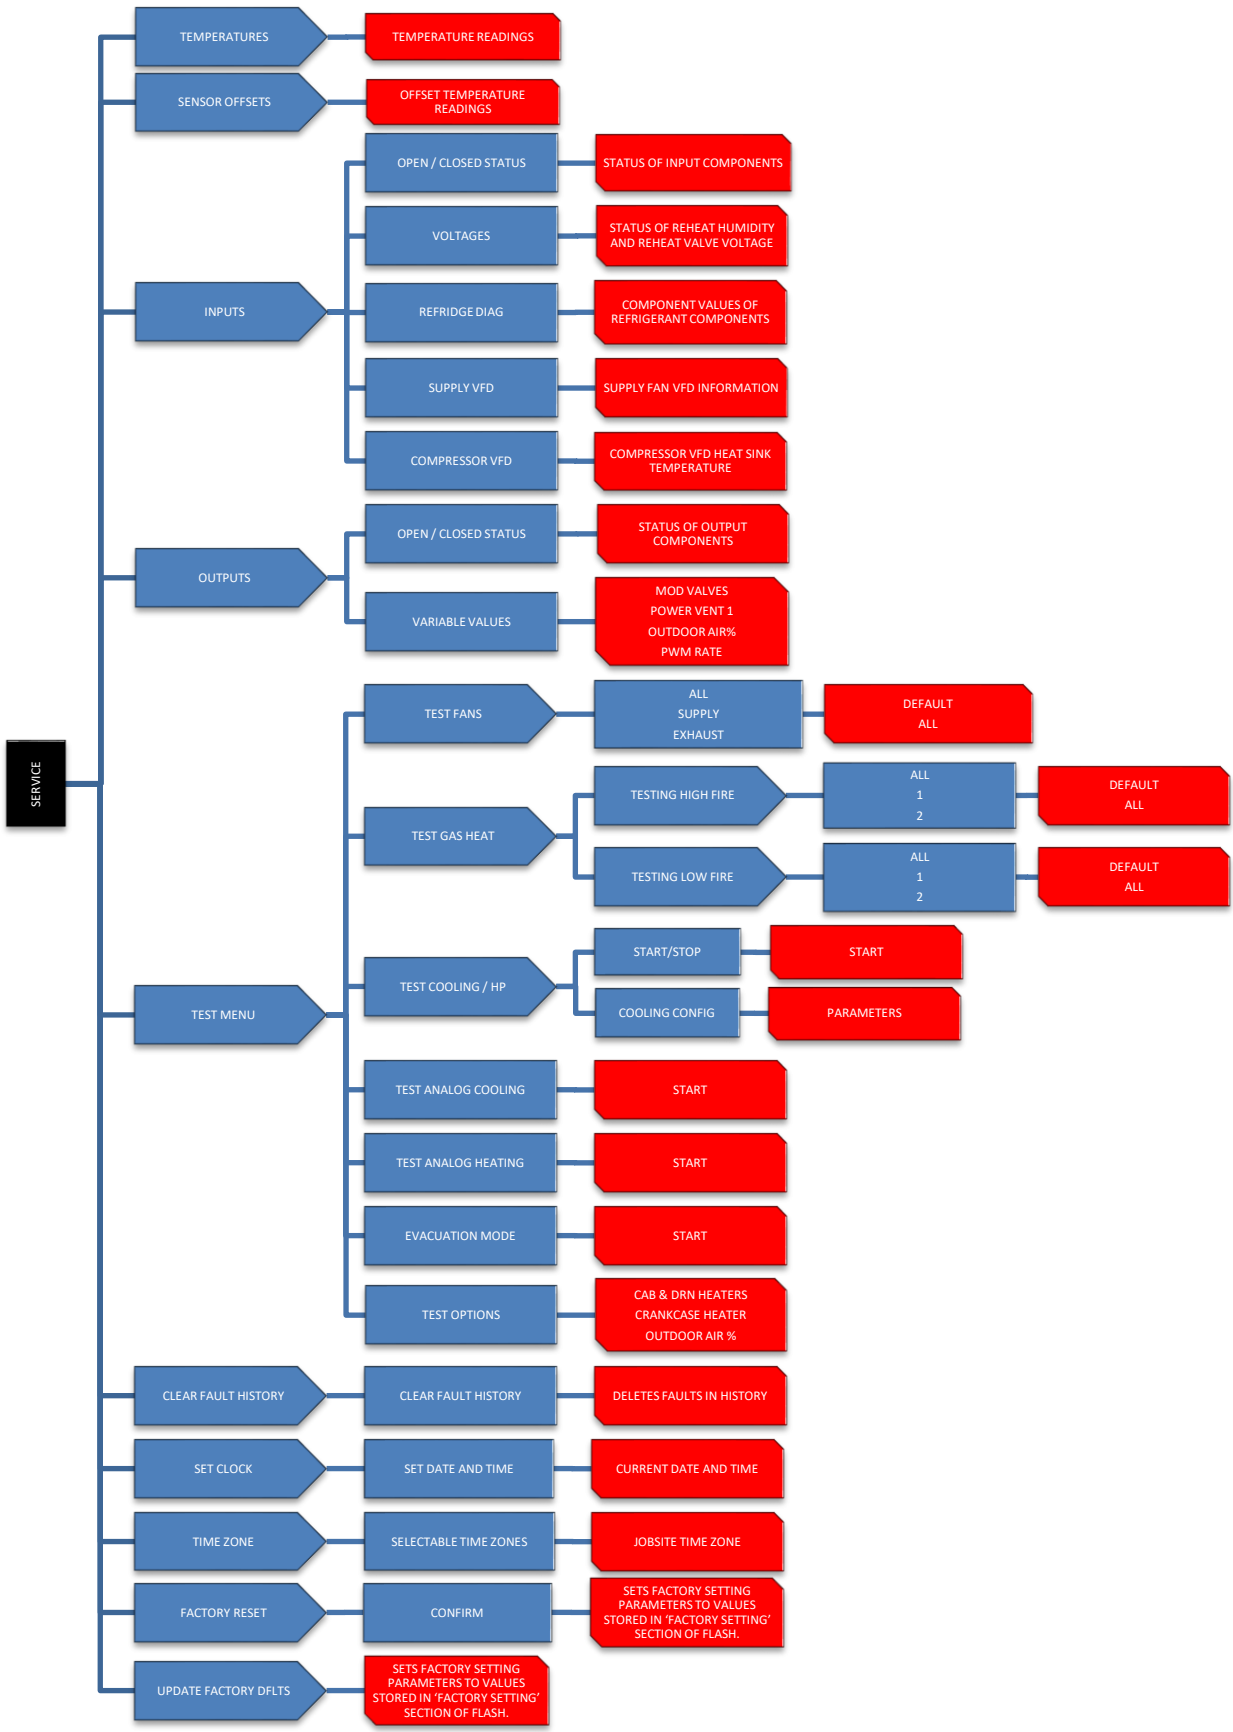 SERVICE
TEMPERATURES
TEMPERATURE READINGS
SENSOR OFFSETS
OFFSET TEMPERATURE
READINGS
INPUTS
OPEN / CLOSED STATUS
STATUS OF INPUT COMPONENTS
VOLTAGES
STATUS OF REHEAT HUMIDITY
AND REHEAT VALVE VOLTAGE
REFRIDGE DIAG
COMPONENT VALUES OF
REFRIGERANT COMPONENTS
SUPPLY VFD
SUPPLY FAN VFD INFORMATION
COMPRESSOR VFD
COMPRESSOR VFD HEAT SINK
TEMPERATURE
OUTPUTS
OPEN / CLOSED STATUS
STATUS OF OUTPUT
COMPONENTS
VARIABLE VALUES
MOD VALVES
POWER VENT 1
OUTDOOR AIR%
PWM RATE
TEST MENU
TEST FANS
ALL
SUPPLY
EXHAUST
DEFAULT
ALL
TEST GAS HEAT
TESTING HIGH FIRE
ALL
1
2
DEFAULT
ALL
TESTING LOW FIRE
ALL
1
2
DEFAULT
ALL
TEST COOLING / HP
START/STOP
START
COOLING CONFIG
PARAMETERS
TEST ANALOG COOLING
START
TEST ANALOG HEATING
START
EVACUATION MODE
START
TEST OPTIONS
CAB & DRN HEATERS
CRANKCASE HEATER
OUTDOOR AIR %
CLEAR FAULT HISTORY
CLEAR FAULT HISTORY
DELETES FAULTS IN HISTORY
SET CLOCK
SET DATE AND TIME
CURRENT DATE AND TIME
TIME ZONE
SELECTABLE TIME ZONES
JOBSITE TIME ZONE
FACTORY RESET
CONFIRM
SETS FACTORY SETTING
PARAMETERS TO VALUES
STORED IN ‘FACTORY SETTING’
SECTION OF FLASH.
UPDATE FACTORY DFLTS
SETS FACTORY SETTING
PARAMETERS TO VALUES
STORED IN ‘FACTORY SETTING’
SECTION OF FLASH.